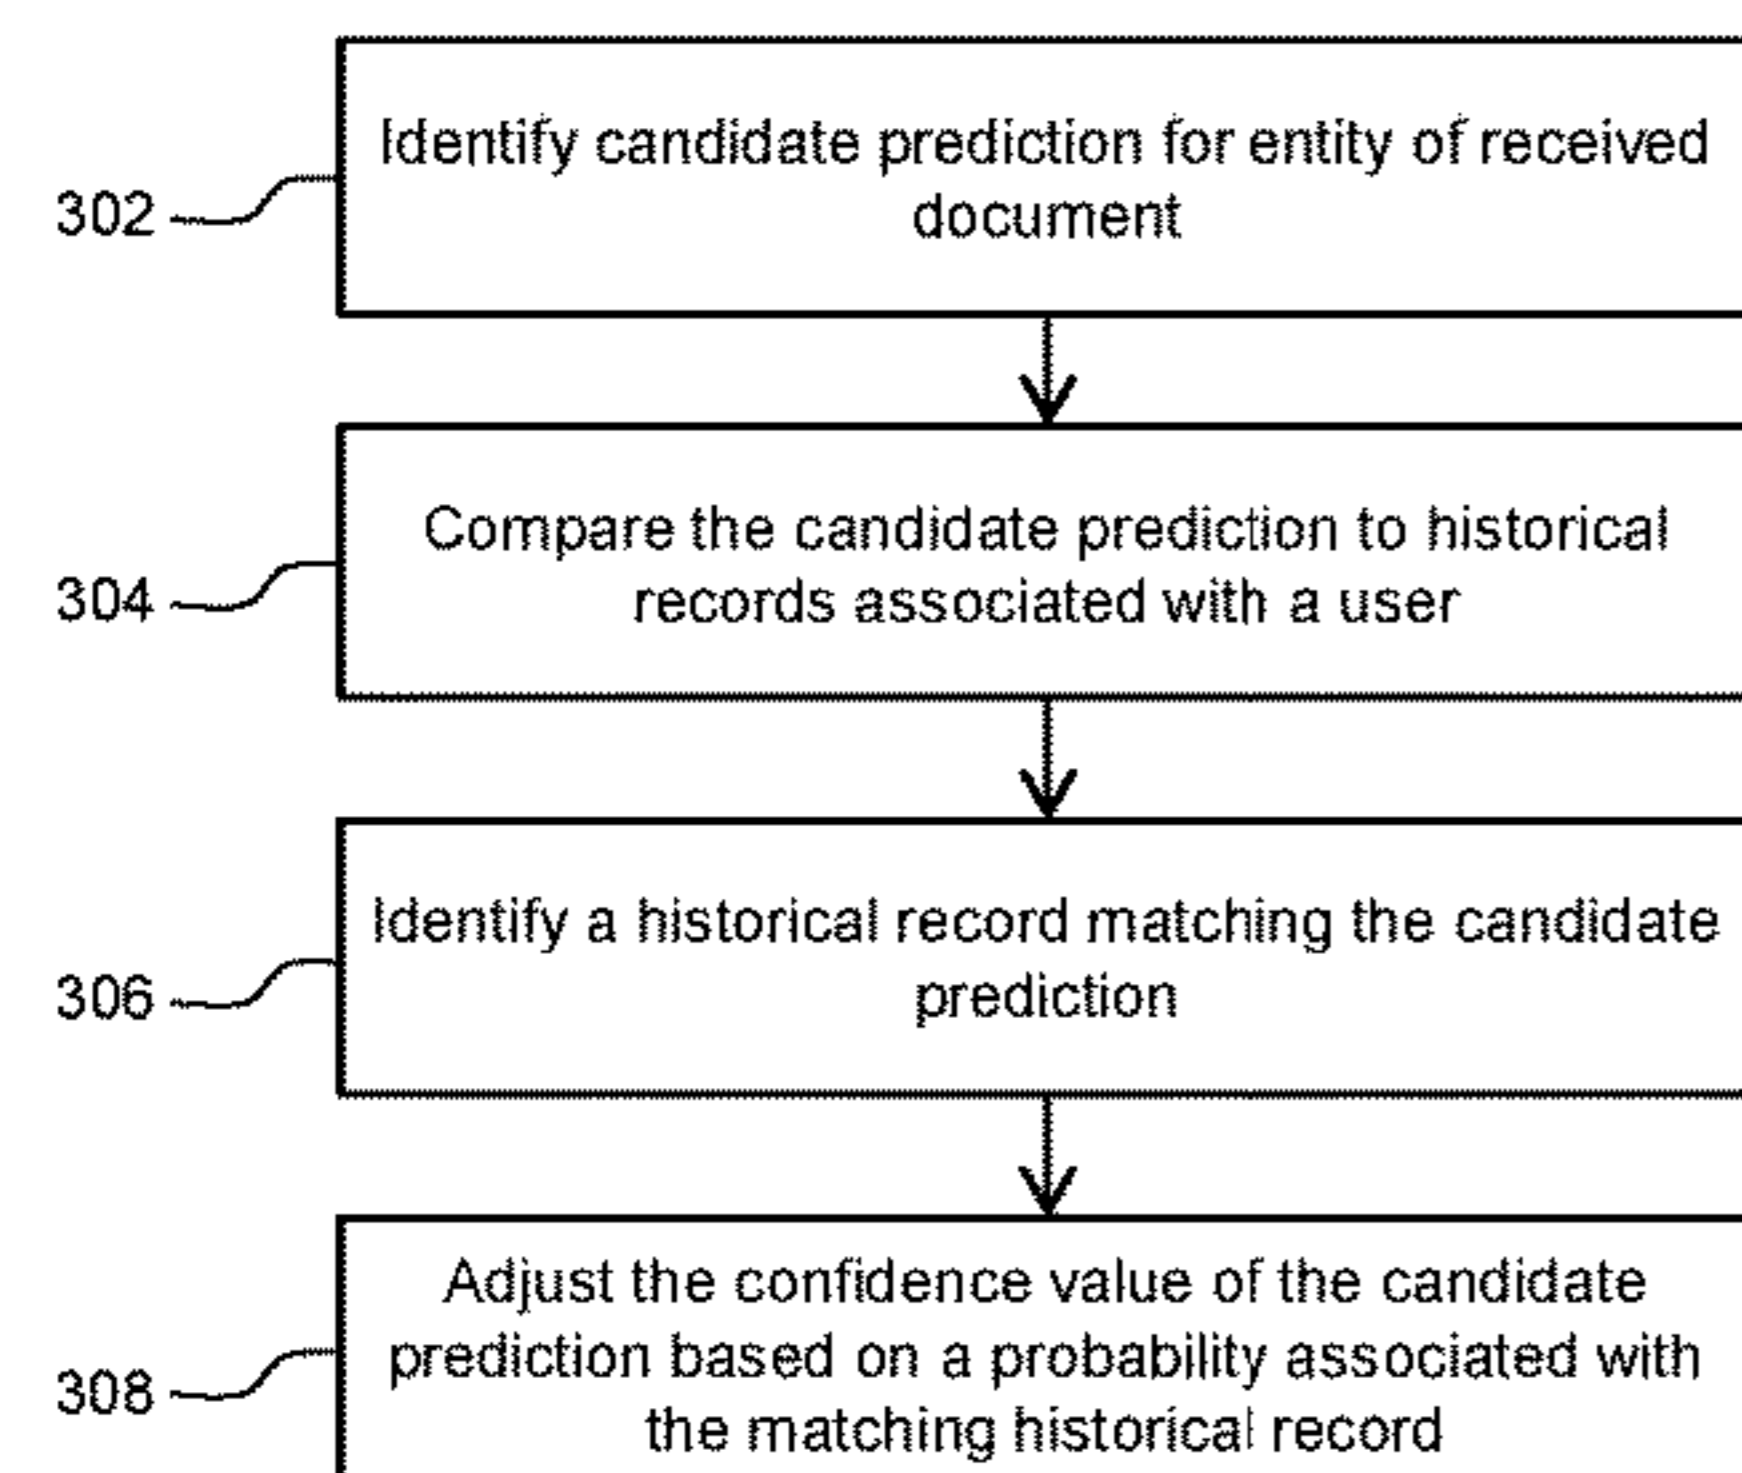 Identify candidate prediction for entity of received
document
302
Compare the candidate prediction to historical
records associated with a user
304
Identify a historical record matching the candidate
prediction
306
Adjust the confidence value of the candidate
prediction based on a probability associated with
the matching historical record
308